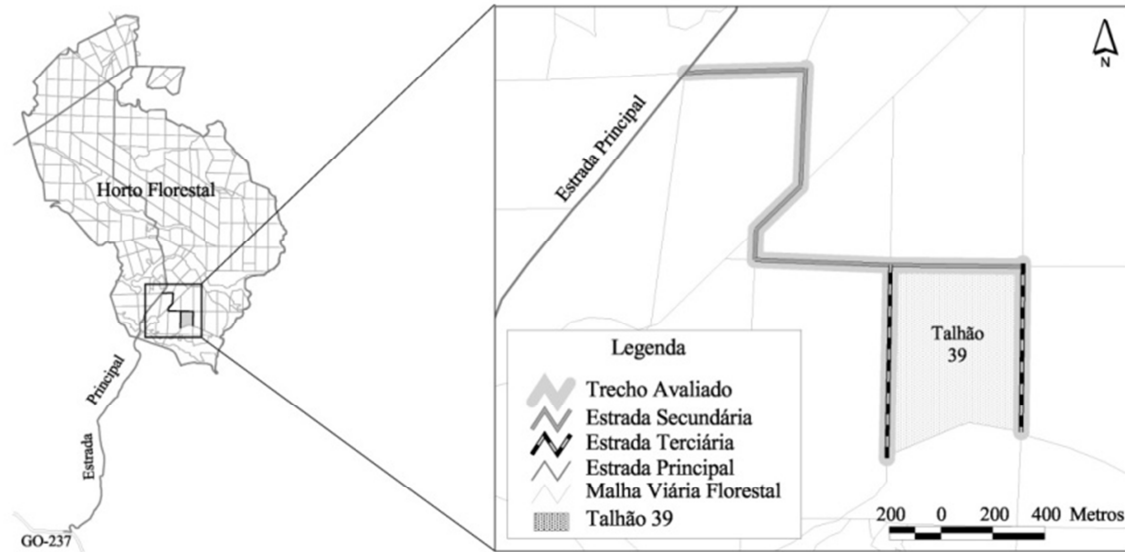 Horto Florestal
Estrada Principal
GO-237
N
Estrada Principal
Talhão
39
Legenda
Trecho Avaliado
Estrada Secundária
Estrada Terciária
Estrada Principal
Malha Viária Florestal
Talhão 39
200 0 200 400 Metros